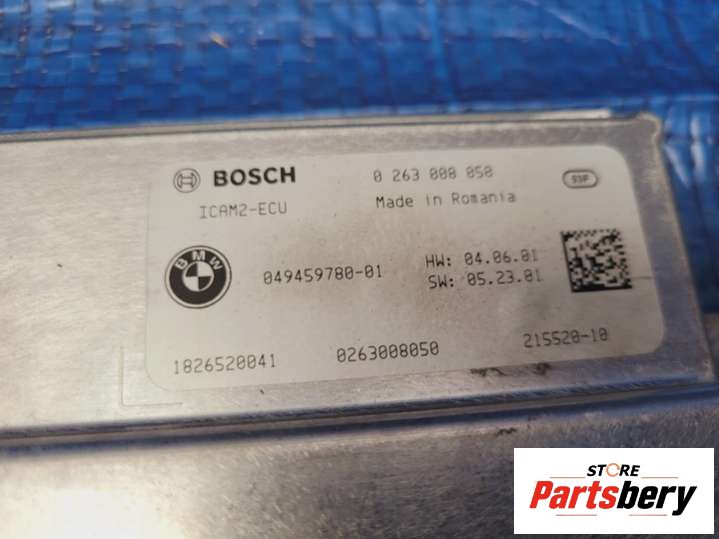 BOSCH 0 263 008 050 SSP
ICAM2-ECU Made in Romania
BMW 049459780-01 HW: 04.06.01
SW: 05.23.01
1826520041 0263008050 215520-10
STORE
Partsbery